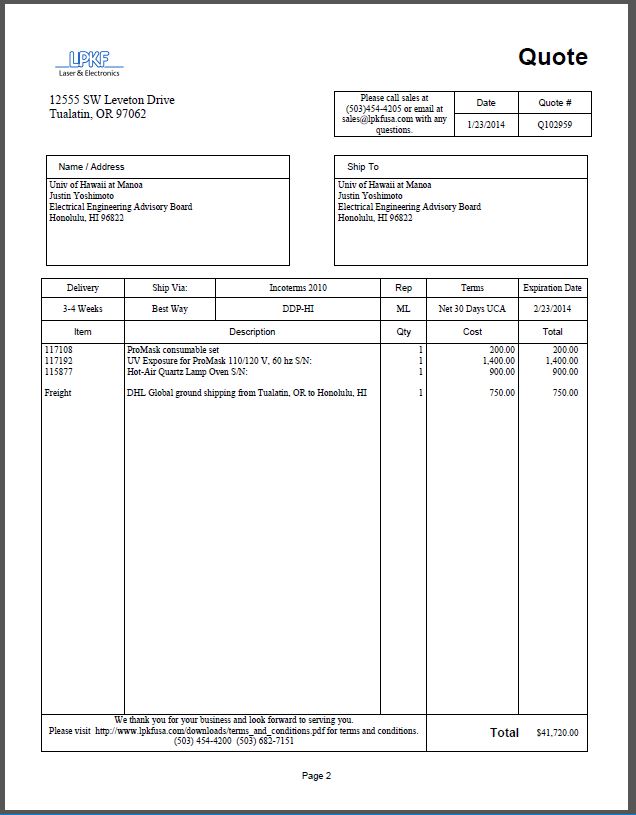 LPKF
Laser & Electronics
Quote
12555 SW Leveton Drive
Tualatin, OR 97062
Please call sales at
(503)454-4205 or email at
sales@lpkfusa.com with any
questions.
Date Quote #
1/23/2014 Q102959
Name / Address
Univ of Hawaii at Manoa
Justin Yoshimoto
Electrical Engineering Advisory Board
Honolulu, HI 96822
Ship To
Univ of Hawaii at Manoa
Justin Yoshimoto
Electrical Engineering Advisory Board
Honolulu, HI 96822
Delivery Ship Via: Incoterms 2010 Rep Terms Expiration Date
3-4 Weeks Best Way DDP-HI ML Net 30 Days UCA 2/23/2014
Item Description Qty Cost Total
117108 ProMask consumable set 1 200.00 200.00
117192 UV Exposure for ProMask 110/120 V, 60 hz S/N: 1 1,400.00 1,400.00
115877 Hot-Air Quartz Lamp Oven S/N: 1 900.00 900.00
Freight DHL Global ground shipping from Tualatin, OR to Honolulu, HI 1 750.00 750.00
We thank you for your business and look forward to serving you.
Please visit http://www.lpkfusa.com/downloads/terms_and_conditions.pdf for terms and conditions.
(503) 454-4200 (503) 682-7151
Total $41,720.00
Page 2